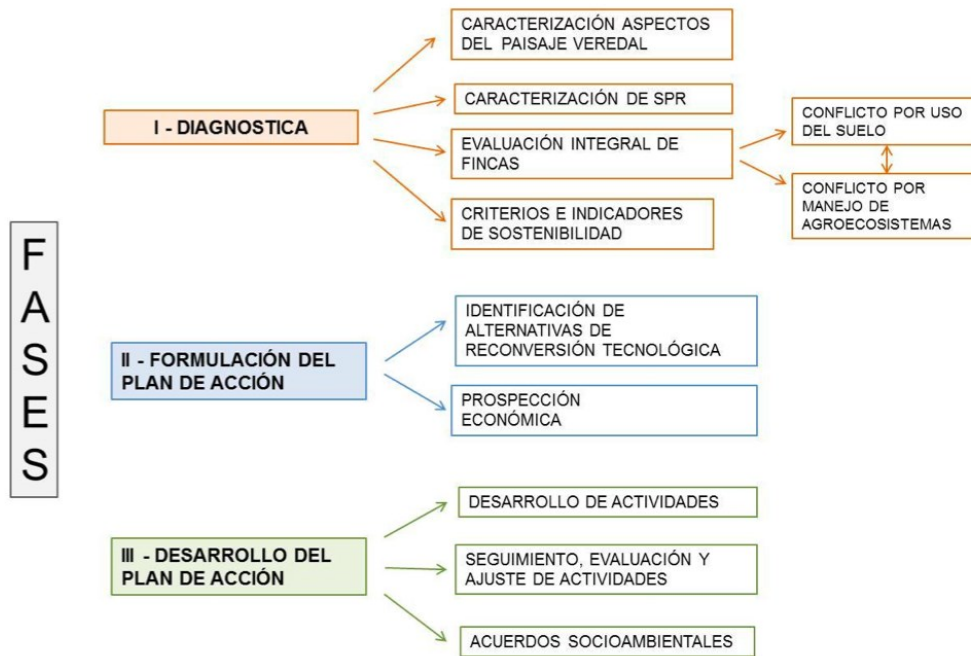 FASES
I - DIAGNOSTICA
CARACTERIZACIÓN ASPECTOS
DEL PAISAJE VEREDAL
CARACTERIZACIÓN DE SPR
EVALUACIÓN INTEGRAL DE
FINCAS
CONFLICTO POR USO
DEL SUELO
CONFLICTO POR
MANEJO DE
AGROECOSISTEMAS
CRITERIOS E INDICADORES
DE SOSTENIBILIDAD
II - FORMULACIÓN DEL
PLAN DE ACCIÓN
IDENTIFICACIÓN DE
ALTERNATIVAS DE
RECONVERSIÓN TECNOLÓGICA
PROSPECCIÓN
ECONÓMICA
III - DESARROLLO DEL
PLAN DE ACCIÓN
DESARROLLO DE ACTIVIDADES
SEGUIMIENTO, EVALUACIÓN Y
AJUSTE DE ACTIVIDADES
ACUERDOS SOCIOAMBIENTALES